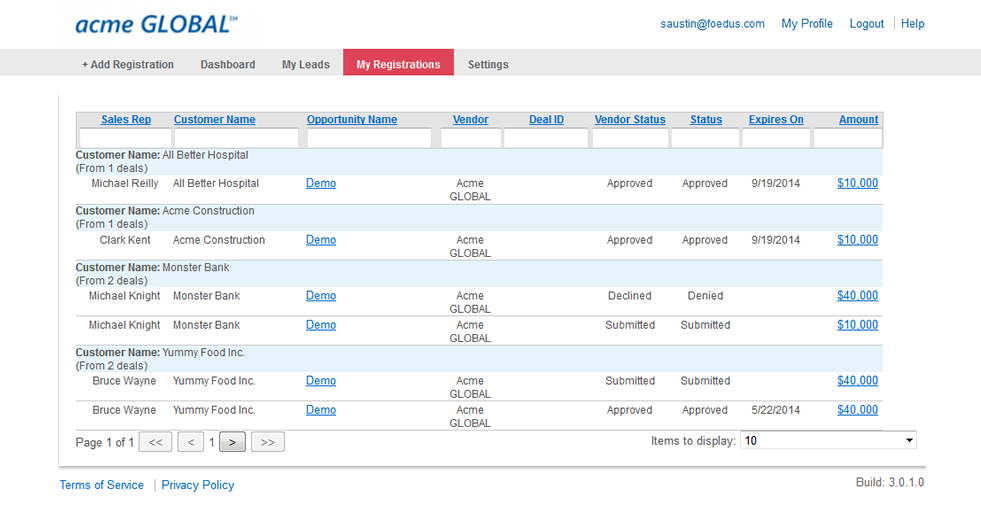 acme GLOBAL™
saustin@foedus.com My Profile Logout Help
+ Add Registration Dashboard My Leads My Registrations Settings
Sales Rep Customer Name Opportunity Name Vendor Deal ID Vendor Status Status Expires On Amount
Customer Name: All Better Hospital
(From 1 deals)
Michael Reilly All Better Hospital Demo Acme Approved Approved 9/19/2014 $10,000
GLOBAL
Customer Name: Acme Construction
(From 1 deals)
Clark Kent Acme Construction Demo Acme Approved Approved 9/19/2014 $10,000
GLOBAL
Customer Name: Monster Bank
(From 2 deals)
Michael Knight Monster Bank Demo Acme Declined Denied $40,000
GLOBAL
Michael Knight Monster Bank Demo Acme Submitted Submitted $10,000
GLOBAL
Customer Name: Yummy Food Inc.
(From 2 deals)
Bruce Wayne Yummy Food Inc. Demo Acme Submitted Submitted $40,000
GLOBAL
Bruce Wayne Yummy Food Inc. Demo Acme Approved Approved 5/22/2014 $40,000
GLOBAL
Page 1 of 1 << < 1 > >> Items to display: 10
Terms of Service | Privacy Policy Build: 3.0.1.0